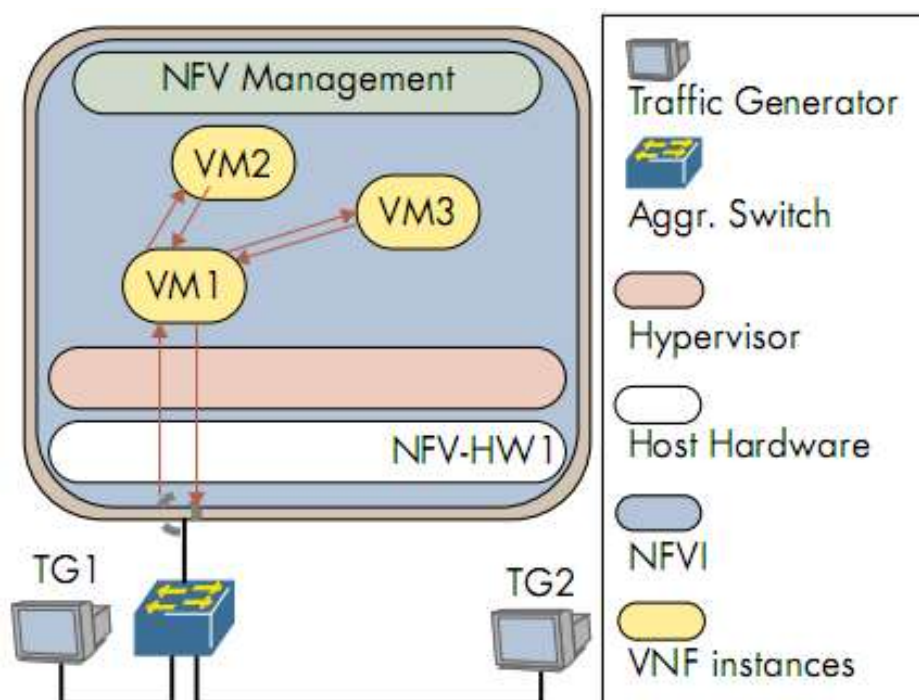 NFV Management
VM2
VM3
VM1
NFV-HW1
TG1
TG2
Traffic Generator
Aggr. Switch
Hypervisor
Host Hardware
NFVI
VNF instances